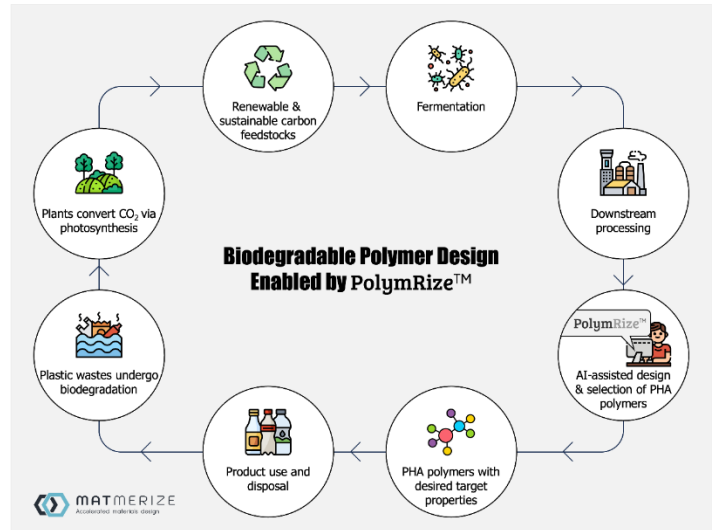 Renewable &
sustainable carbon
feedstocks
Fermentation
Downstream
processing
PolymRize™
AI-assisted design
& selection of PHA
polymers
PHA polymers with
desired target
properties
Product use and
disposal
Plastic wastes undergo
biodegradation
Plants convert CO₂ via
photosynthesis
Biodegradable Polymer Design
Enabled by PolymRize™
MATMERIZE
Accelerated materials design